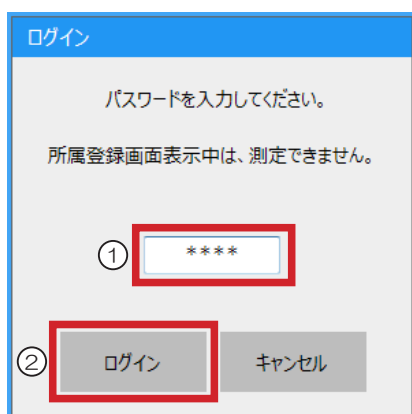 ログイン
パスワードを入力してください。
所属登録画面表示中は、測定できません。
① ****
② ログイン キャンセル